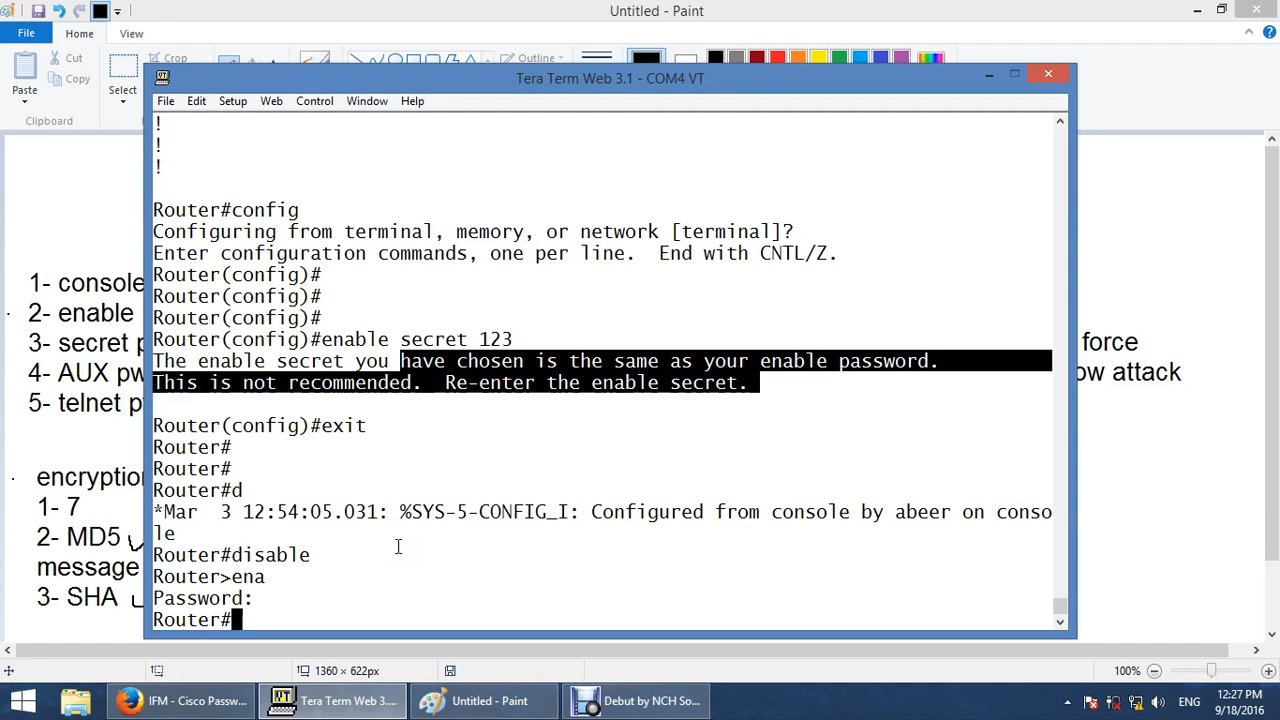 Untitled - Paint
File
Home
View
Paste
Cut
Copy
Clipboard
Select
Crop
Outline
Tera Term Web 3.1 - COM4 VT
File Edit Setup Web Control Window Help
!
!
!
Router#config
Configuring from terminal, memory, or network [terminal]?
Enter configuration commands, one per line.  End with CNTL/Z.
Router(config)#
Router(config)#
Router(config)#
Router(config)#enable secret 123
The enable secret you have chosen is the same as your enable password.
This is not recommended.  Re-enter the enable secret.
Router(config)#exit
Router#
Router#
Router#d
*Mar  3 12:54:05.031: %SYS-5-CONFIG_I: Configured from console by abeer on conso
le
Router#disable
Router>ena
Password:
Router#
1- console
2- enable
3- secret p
4- AUX pw
5- telnet p
force
ow attack
encryption
1- 7
2- MD5
message
3- SHA
1360 × 622px
100%
IFM - Cisco Passw...
Tera Term Web 3....
Untitled - Paint
Debut by NCH So...
ENG
12:27 PM
9/18/2016